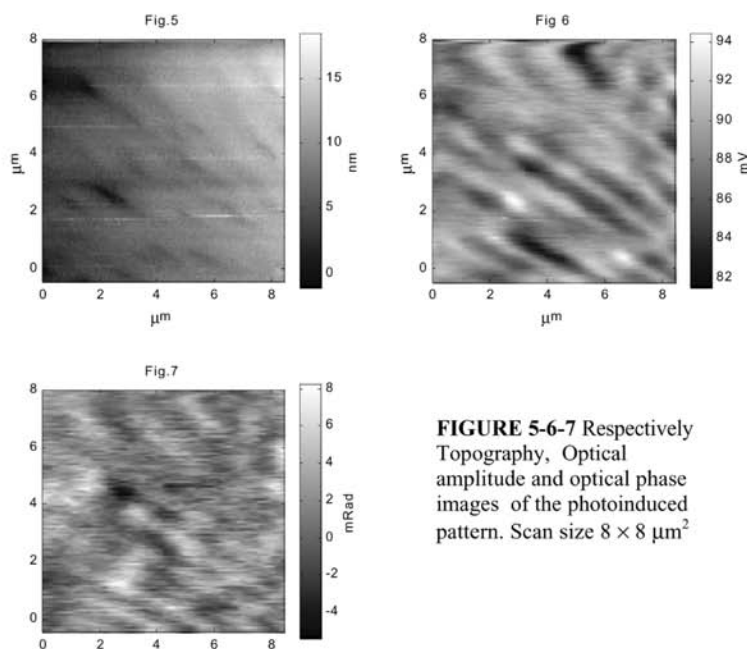 Fig.5
8
6
4
2
0
μm
0 2 4 6 8
μm
15
10
5
0
nm
Fig 6
8
6
4
2
0
μm
0 2 4 6 8
μm
94
92
90
88
86
84
82
mV
Fig.7
8
6
4
2
0
0 2 4 6 8
8
6
4
2
0
-2
-4
mRad
FIGURE 5-6-7 Respectively
Topography, Optical
amplitude and optical phase
images of the photoinduced
pattern. Scan size 8 × 8 μm²